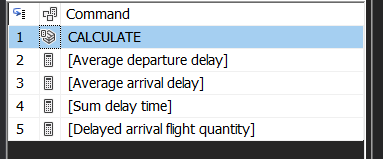 Command
1 CALCULATE
2 [Average departure delay]
3 [Average arrival delay]
4 [Sum delay time]
5 [Delayed arrival flight quantity]